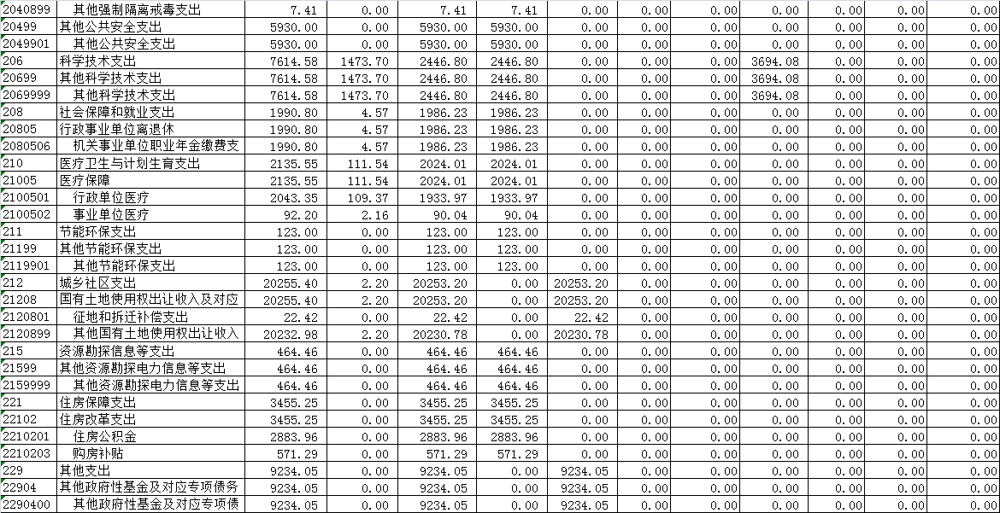 2040899 其他强制隔离戒毒支出 7.41 0.00 7.41 7.41 0.00 0.00 0.00 0.00 0.00 0.00 0.00
20499 其他公共安全支出 5930.00 0.00 5930.00 5930.00 0.00 0.00 0.00 0.00 0.00 0.00 0.00
2049901 其他公共安全支出 5930.00 0.00 5930.00 5930.00 0.00 0.00 0.00 0.00 0.00 0.00 0.00
206 科学技术支出 7614.58 1473.70 2446.80 2446.80 0.00 0.00 0.00 3694.08 0.00 0.00 0.00
20699 其他科学技术支出 7614.58 1473.70 2446.80 2446.80 0.00 0.00 0.00 3694.08 0.00 0.00 0.00
2069999 其他科学技术支出 7614.58 1473.70 2446.80 2446.80 0.00 0.00 0.00 3694.08 0.00 0.00 0.00
208 社会保障和就业支出 1990.80 4.57 1986.23 1986.23 0.00 0.00 0.00 0.00 0.00 0.00 0.00
20805 行政事业单位离退休 1990.80 4.57 1986.23 1986.23 0.00 0.00 0.00 0.00 0.00 0.00 0.00
2080506 机关事业单位职业年金缴费支 1990.80 4.57 1986.23 1986.23 0.00 0.00 0.00 0.00 0.00 0.00 0.00
210 医疗卫生与计划生育支出 2135.55 111.54 2024.01 2024.01 0.00 0.00 0.00 0.00 0.00 0.00 0.00
21005 医疗保障 2135.55 111.54 2024.01 2024.01 0.00 0.00 0.00 0.00 0.00 0.00 0.00
2100501 行政单位医疗 2043.35 109.37 1933.97 1933.97 0.00 0.00 0.00 0.00 0.00 0.00 0.00
2100502 事业单位医疗 92.20 2.16 90.04 90.04 0.00 0.00 0.00 0.00 0.00 0.00 0.00
211 节能环保支出 123.00 0.00 123.00 123.00 0.00 0.00 0.00 0.00 0.00 0.00 0.00
21199 其他节能环保支出 123.00 0.00 123.00 123.00 0.00 0.00 0.00 0.00 0.00 0.00 0.00
2119901 其他节能环保支出 123.00 0.00 123.00 123.00 0.00 0.00 0.00 0.00 0.00 0.00 0.00
212 城乡社区支出 20255.40 2.20 20253.20 0.00 20253.20 0.00 0.00 0.00 0.00 0.00 0.00
21208 国有土地使用权出让收入及对应 20255.40 2.20 20253.20 0.00 20253.20 0.00 0.00 0.00 0.00 0.00 0.00
2120801 征地和拆迁补偿支出 22.42 0.00 22.42 0.00 22.42 0.00 0.00 0.00 0.00 0.00 0.00
2120899 其他国有土地使用权出让收入 20232.98 2.20 20230.78 0.00 20230.78 0.00 0.00 0.00 0.00 0.00 0.00
215 资源勘探信息等支出 464.46 0.00 464.46 464.46 0.00 0.00 0.00 0.00 0.00 0.00 0.00
21599 其他资源勘探电力信息等支出 464.46 0.00 464.46 464.46 0.00 0.00 0.00 0.00 0.00 0.00 0.00
2159999 其他资源勘探电力信息等支出 464.46 0.00 464.46 464.46 0.00 0.00 0.00 0.00 0.00 0.00 0.00
221 住房保障支出 3455.25 0.00 3455.25 3455.25 0.00 0.00 0.00 0.00 0.00 0.00 0.00
22102 住房改革支出 3455.25 0.00 3455.25 3455.25 0.00 0.00 0.00 0.00 0.00 0.00 0.00
2210201 住房公积金 2883.96 0.00 2883.96 2883.96 0.00 0.00 0.00 0.00 0.00 0.00 0.00
2210203 购房补贴 571.29 0.00 571.29 571.29 0.00 0.00 0.00 0.00 0.00 0.00 0.00
229 其他支出 9234.05 0.00 9234.05 0.00 9234.05 0.00 0.00 0.00 0.00 0.00 0.00
22904 其他政府性基金及对应专项债务 9234.05 0.00 9234.05 0.00 9234.05 0.00 0.00 0.00 0.00 0.00 0.00
2290400 其他政府性基金及对应专项债 9234.05 0.00 9234.05 0.00 9234.05 0.00 0.00 0.00 0.00 0.00 0.00